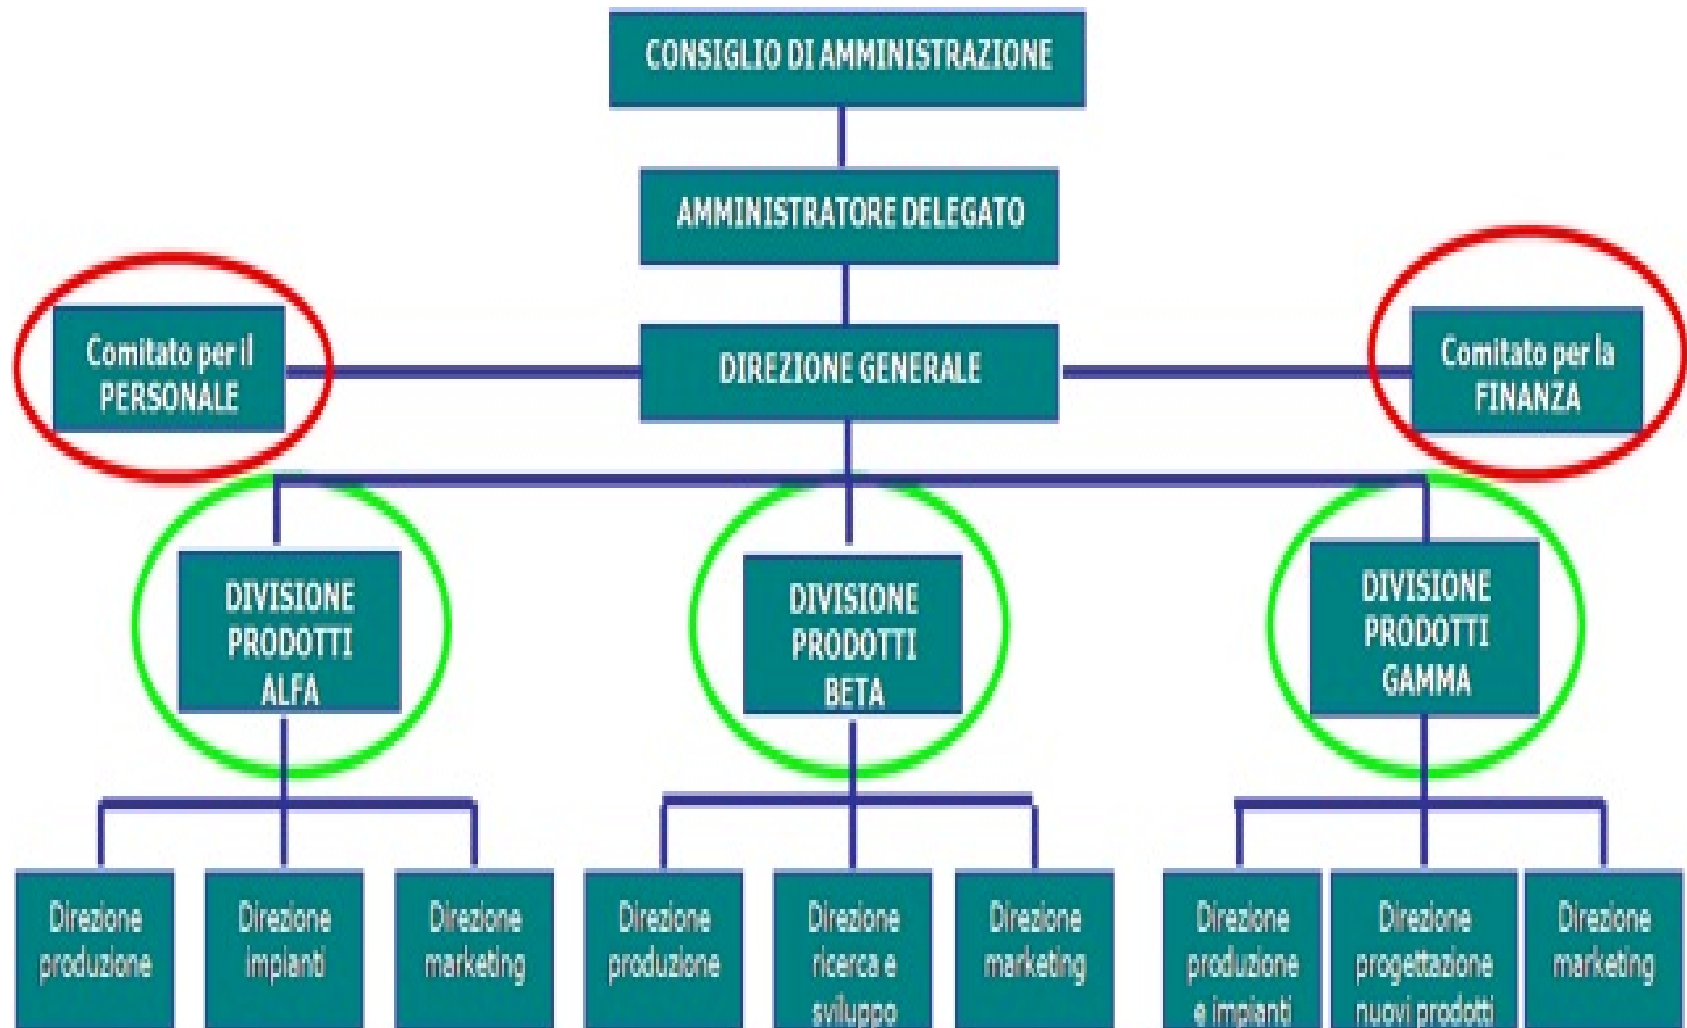 CONSIGLIO DI AMMINISTRAZIONE
AMMINISTRATORE DELEGATO
Comitato per il
PERSONALE
DIREZIONE GENERALE
Comitato per la
FINANZA
DIVISIONE
PRODOTTI
ALFA
DIVISIONE
PRODOTTI
BETA
DIVISIONE
PRODOTTI
GAMMA
Direzione
produzione
Direzione
impianti
Direzione
marketing
Direzione
produzione
Direzione
ricerca e
sviluppo
Direzione
marketing
Direzione
produzione
e impianti
Direzione
progettazione
nuovi prodotti
Direzione
marketing